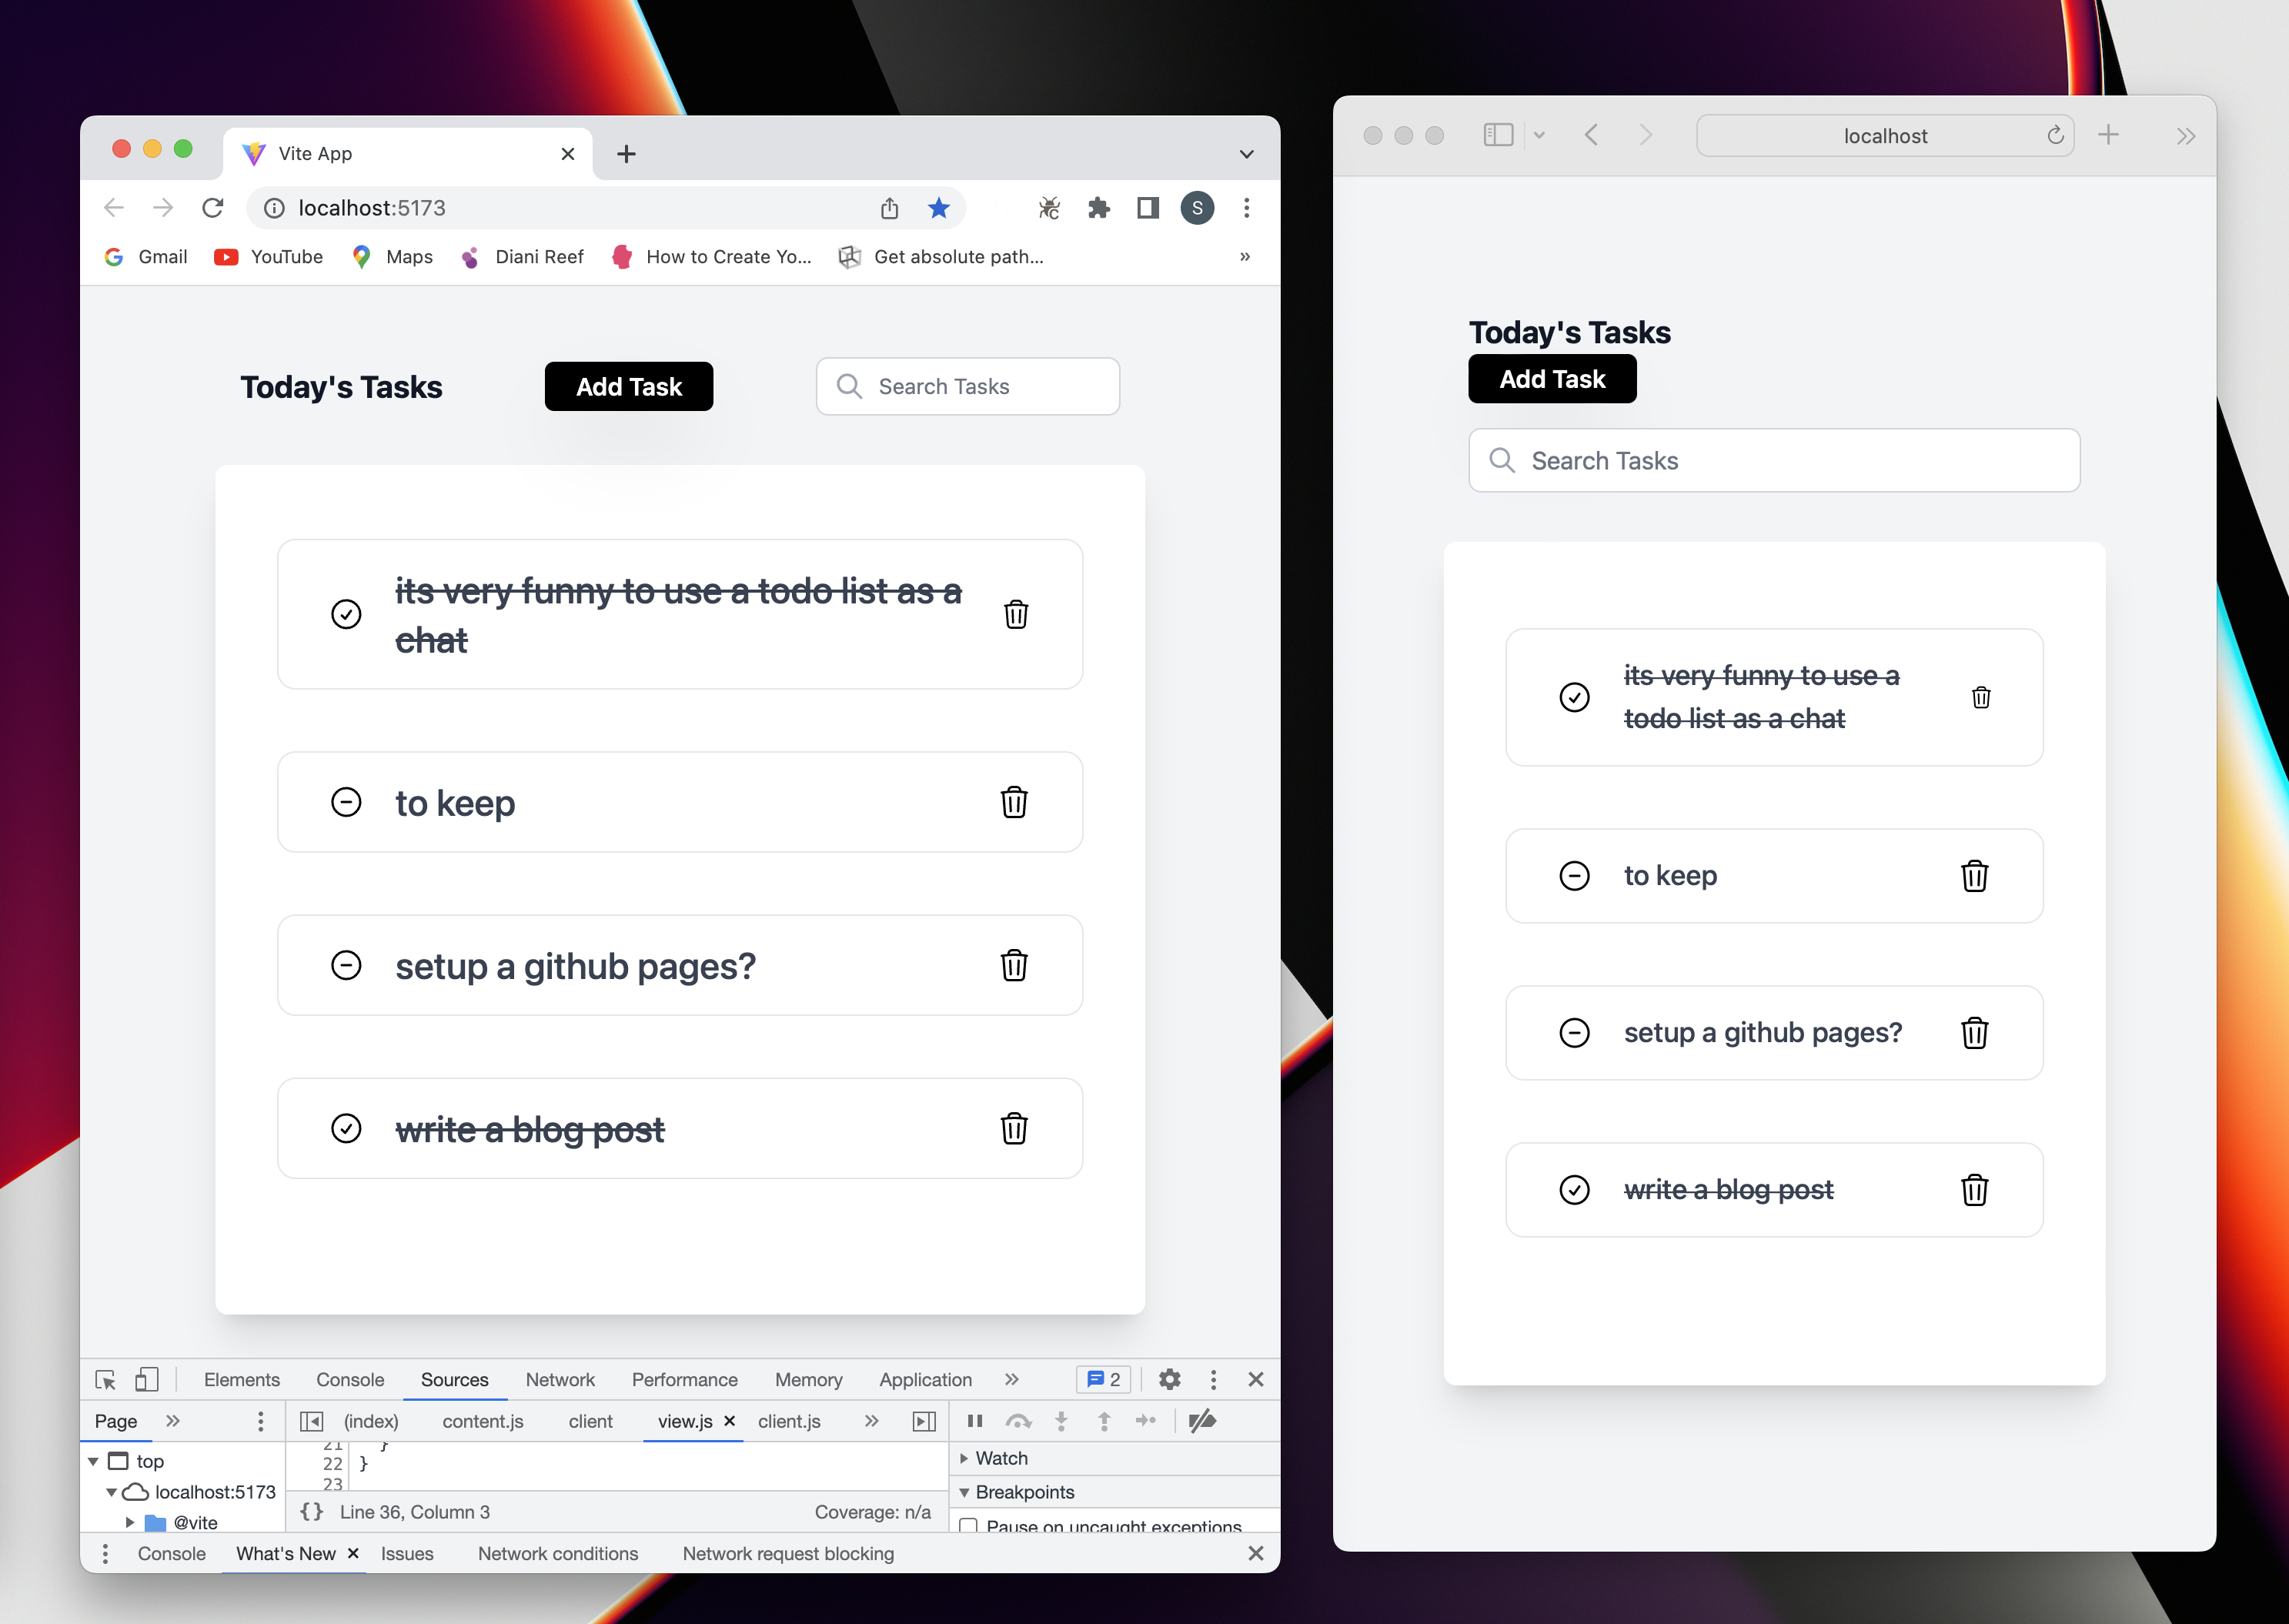 Vite App
localhost:5173
S
Gmail YouTube Maps Diani Reef How to Create Yo... Get absolute path... »
Today's Tasks Add Task Search Tasks
its very funny to use a todo list as a
chat
to keep
setup a github pages?
write a blog post
Elements Console Sources Network Performance Memory Application » 2
Page » (index) content.js client view.js client.js »
top
localhost:5173
@vite
21 }
22 }
23
{} Line 36, Column 3 Coverage: n/a
Watch
Breakpoints
Pause on uncaught exceptions
Console What's New Issues Network conditions Network request blocking
localhost
Today's Tasks
Add Task
Search Tasks
its very funny to use a
todo list as a chat
to keep
setup a github pages?
write a blog post